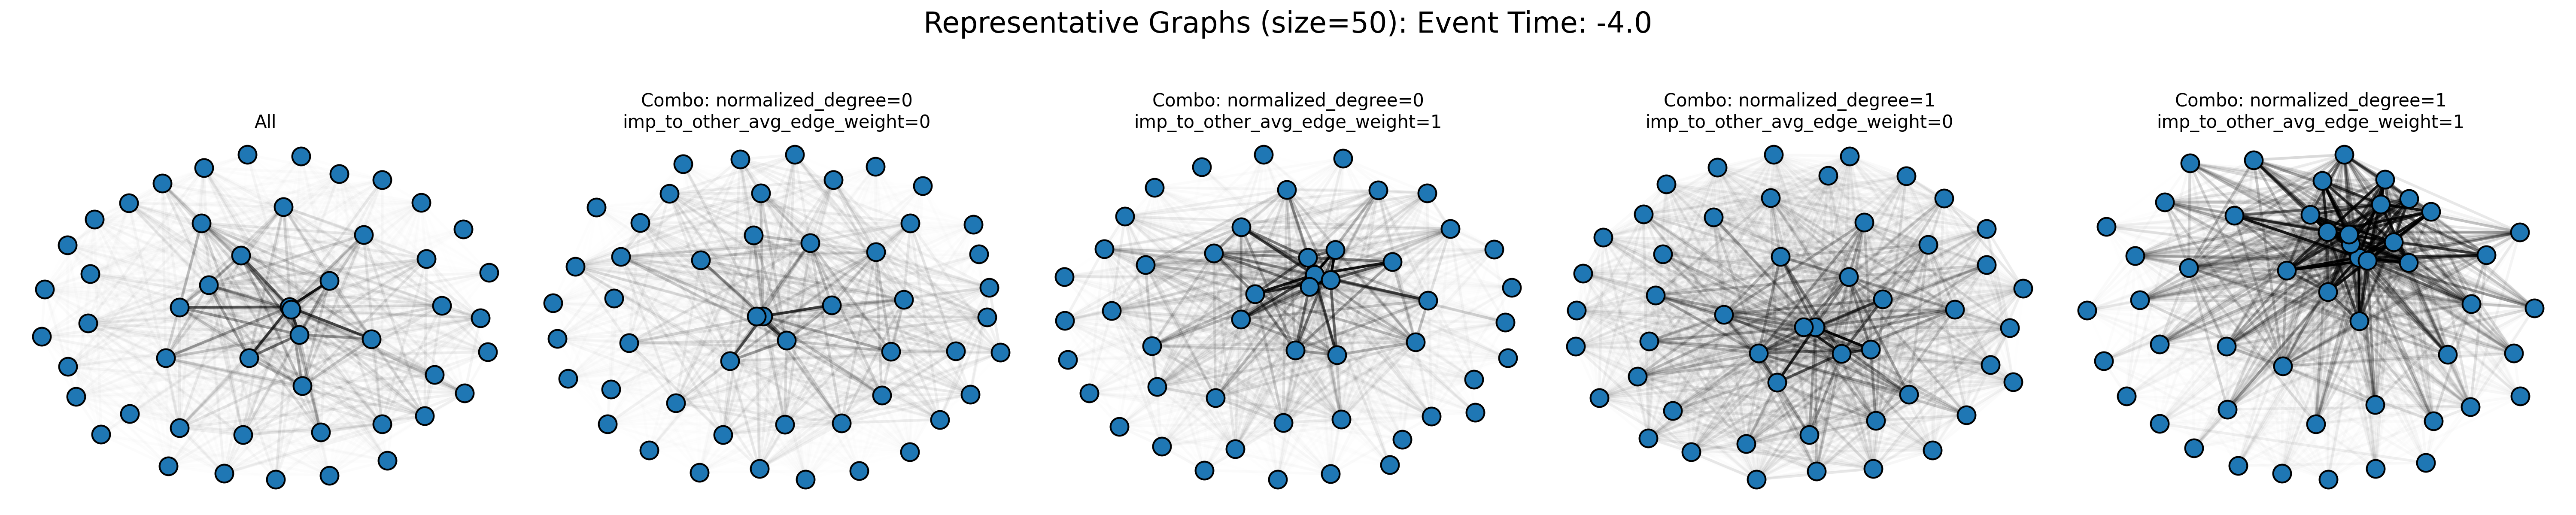 Representative Graphs (size=50): Event Time: -4.0
All
Combo: normalized_degree=0
imp_to_other_avg_edge_weight=0
Combo: normalized_degree=0
imp_to_other_avg_edge_weight=1
Combo: normalized_degree=1
imp_to_other_avg_edge_weight=0
Combo: normalized_degree=1
imp_to_other_avg_edge_weight=1